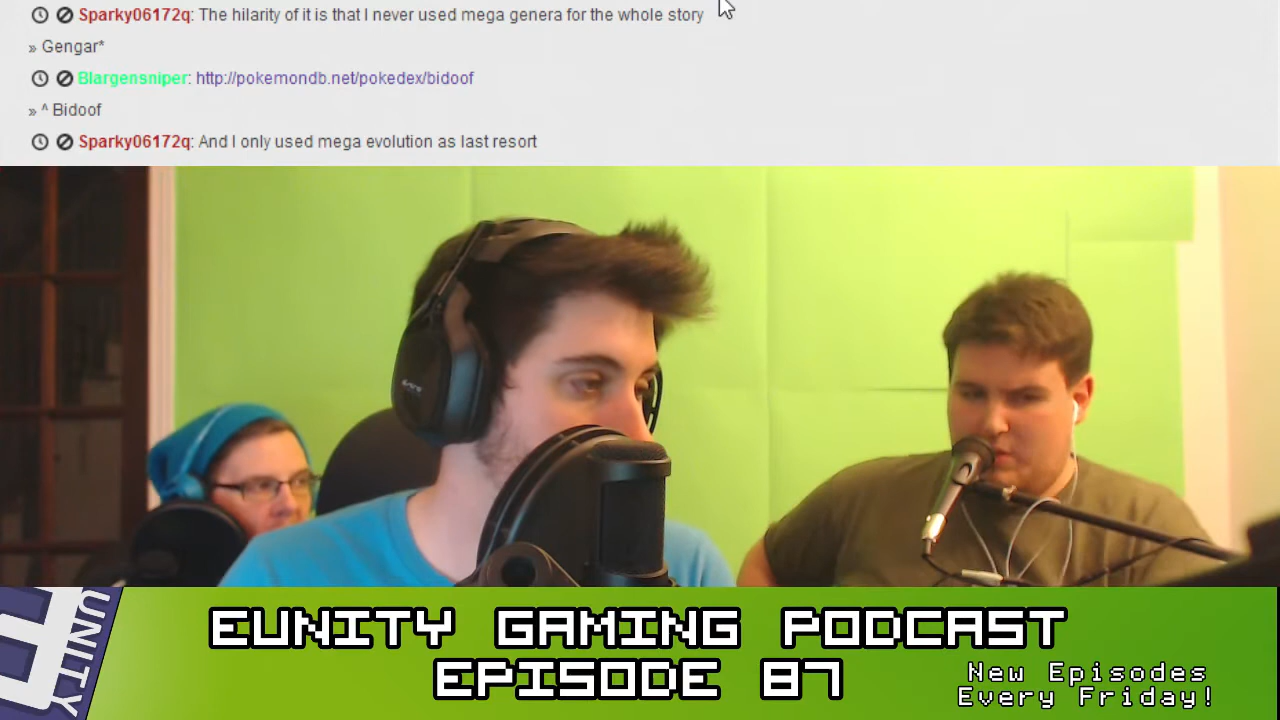 Sparky06172q: The hilarity of it is that I never used mega genera for the whole story
» Gengar*
Blargensniper: http://pokemondb.net/pokedex/bidoof
» ^ Bidoof
Sparky06172q: And I only used mega evolution as last resort
UNITY
EUNITY GAMING PODCAST
EPISODE 87
New Episodes
Every Friday!